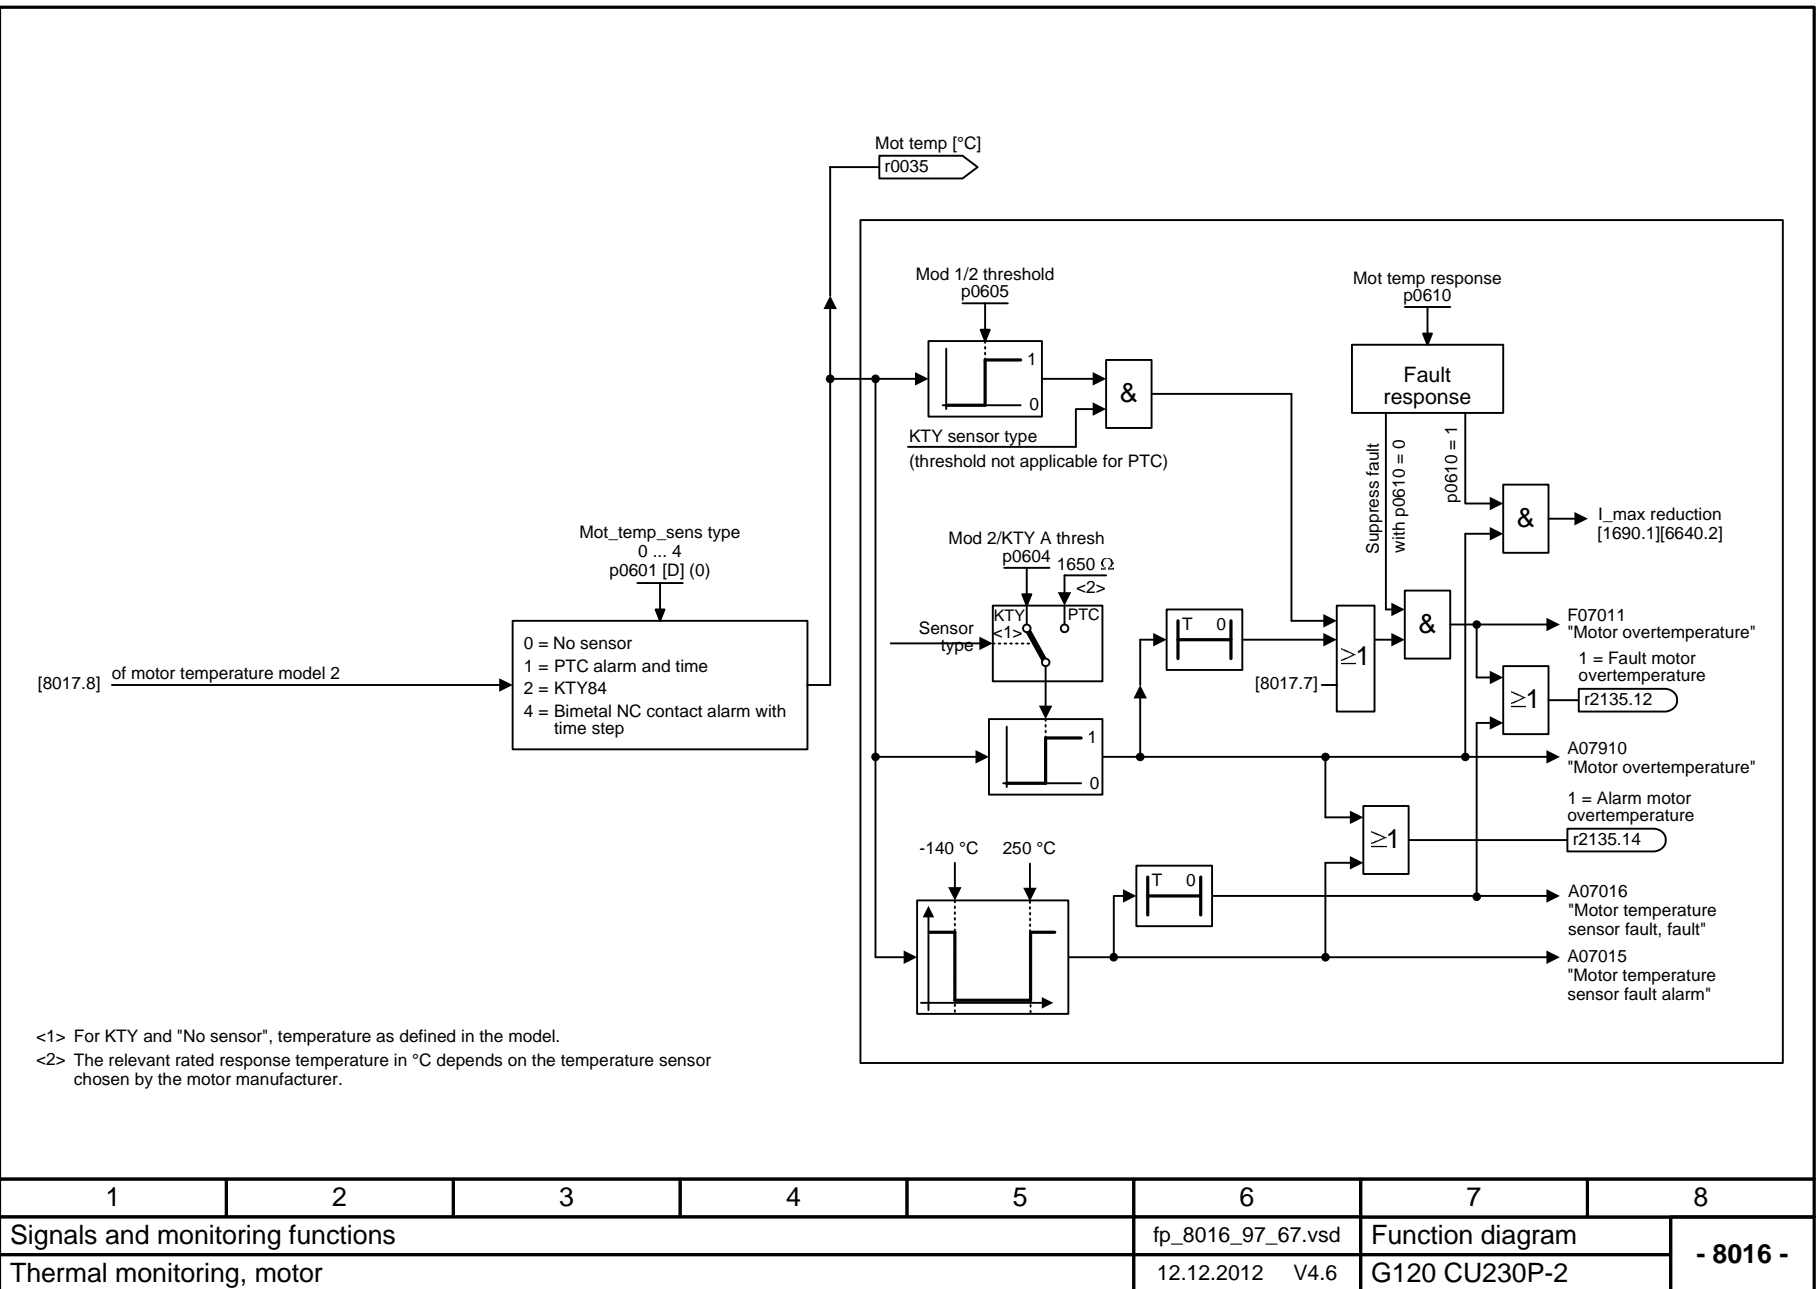 Mot temp [°C]
r0035
Mod 1/2 threshold
p0605
1
0
&
KTY sensor type
(threshold not applicable for PTC)
Mot temp response
p0610
Fault
response
Suppress fault
with p0610 = 0
p0610 = 1
&
I_max reduction
[1690.1][6640.2]
Mot_temp_sens type
0 ... 4
p0601 [D] (0)
0 = No sensor
1 = PTC alarm and time
2 = KTY84
4 = Bimetal NC contact alarm with
time step
[8017.8]
of motor temperature model 2
Mod 2/KTY A thresh
p0604
1650 Ω
<2>
KTY
<1>
PTC
Sensor
type
T 0
[8017.7]
≥1
&
F07011
"Motor overtemperature"
1 = Fault motor
overtemperature
≥1
r2135.12
1
0
A07910
"Motor overtemperature"
1 = Alarm motor
overtemperature
≥1
r2135.14
-140 °C
250 °C
T 0
A07016
"Motor temperature
sensor fault, fault"
A07015
"Motor temperature
sensor fault alarm"
<1> For KTY and "No sensor", temperature as defined in the model.
<2> The relevant rated response temperature in °C depends on the temperature sensor
chosen by the motor manufacturer.
1 2 3 4 5 6 7 8
Signals and monitoring functions
fp_8016_97_67.vsd
Function diagram
- 8016 -
Thermal monitoring, motor
12.12.2012 V4.6
G120 CU230P-2